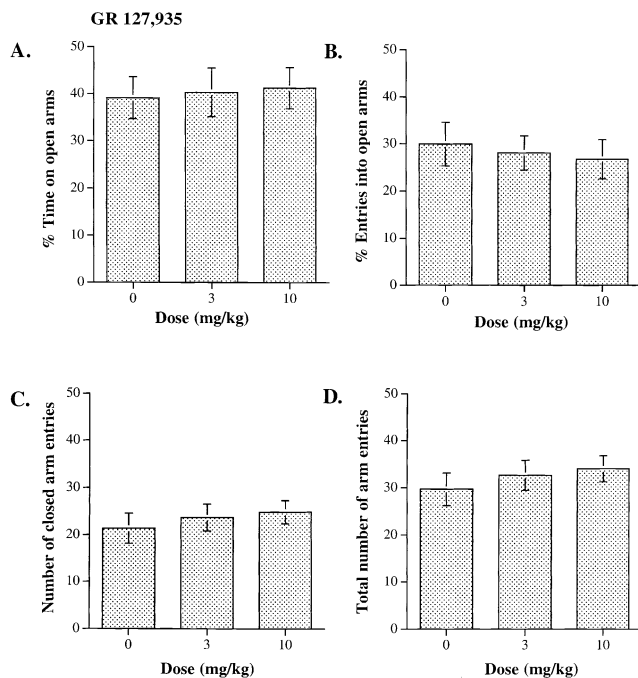 GR 127,935
A.
% Time on open arms
50
40
30
20
10
0
0 3 10
Dose (mg/kg)
B.
% Entries into open arms
50
40
30
20
10
0
0 3 10
Dose (mg/kg)
C.
Number of closed arm entries
50
40
30
20
10
0
0 3 10
Dose (mg/kg)
D.
Total number of arm entries
50
40
30
20
10
0
0 3 10
Dose (mg/kg)